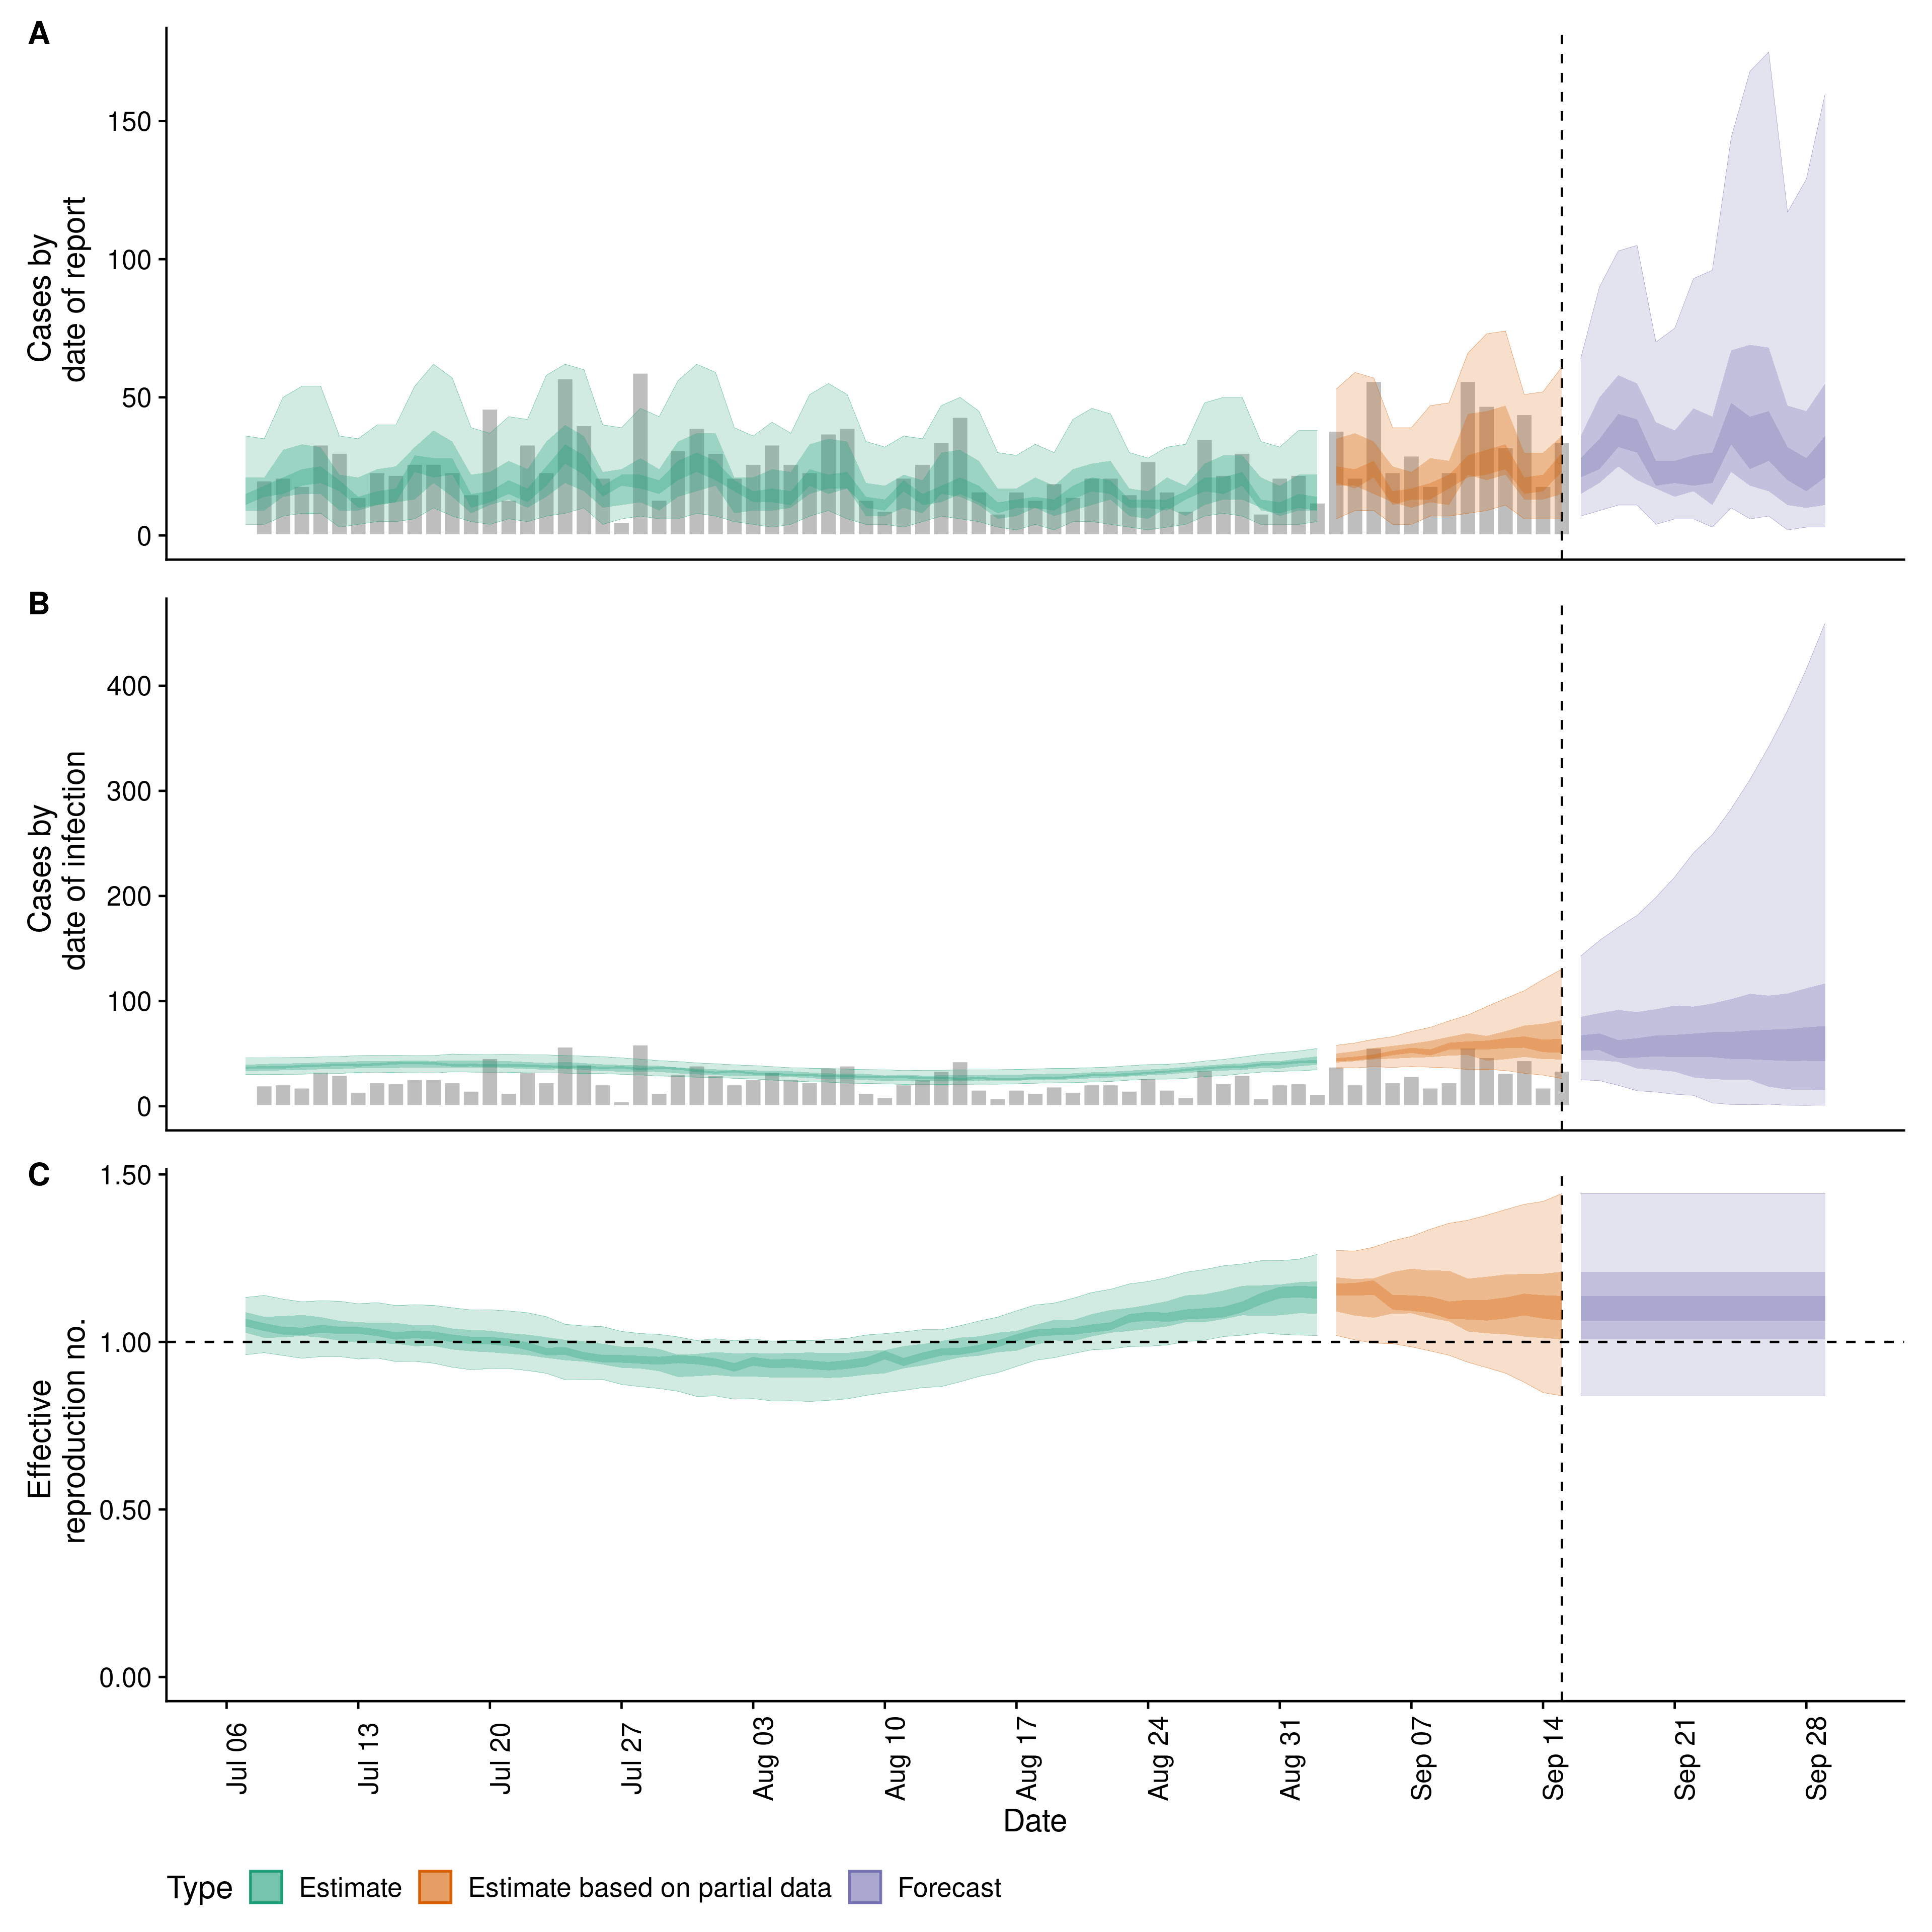 A
Cases by
date of report
150
100
50
0
B
Cases by
date of infection
400
300
200
100
0
C
Effective
reproduction no.
1.50
1.00
0.50
0.00
Jul 06
Jul 13
Jul 20
Jul 27
Aug 03
Aug 10
Aug 17
Aug 24
Aug 31
Sep 07
Sep 14
Sep 21
Sep 28
Date
Type Estimate Estimate based on partial data Forecast